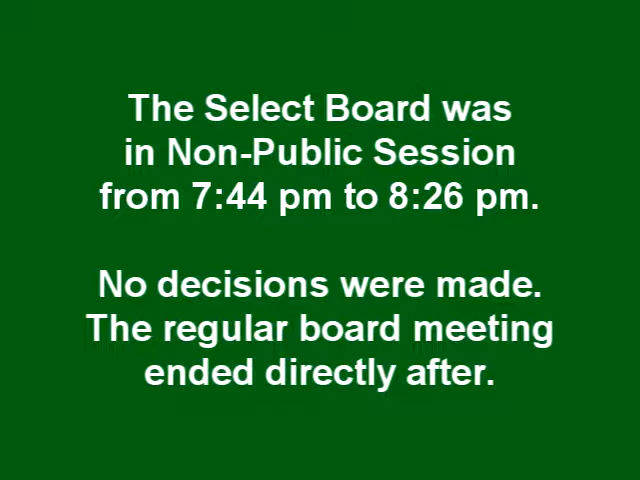 The Select Board was
in Non-Public Session
from 7:44 pm to 8:26 pm.
No decisions were made.
The regular board meeting
ended directly after.